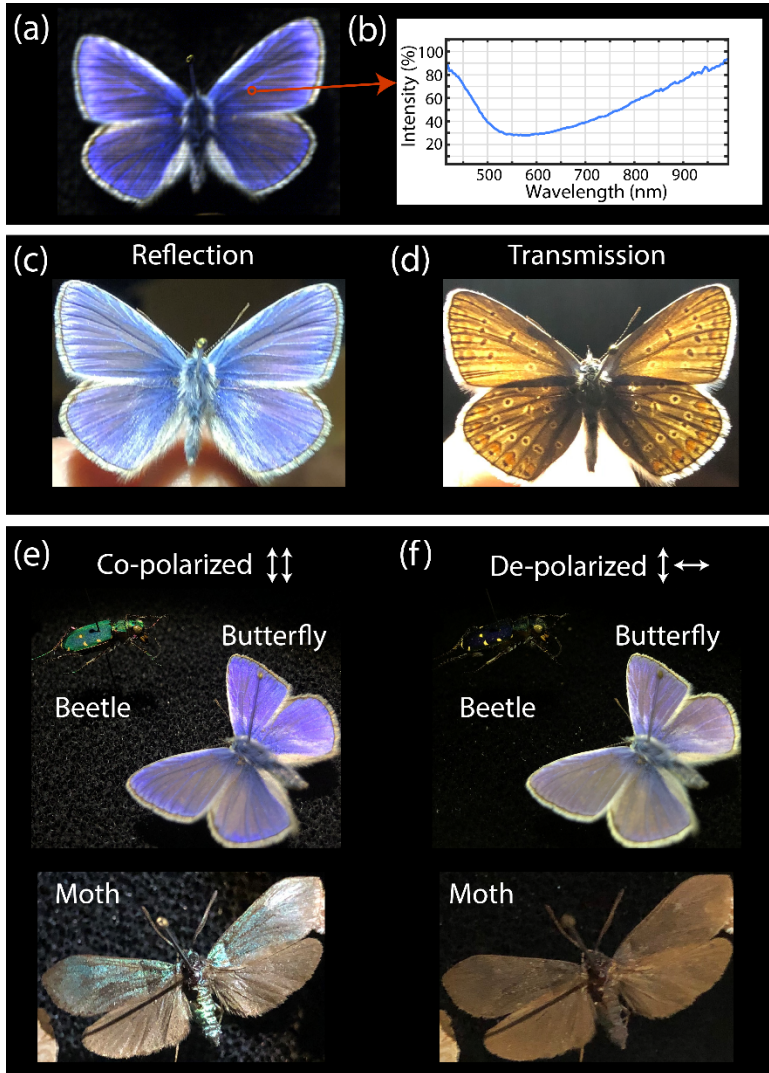 (a)
(b)
Intensity (%)
100
80
60
40
20
500 600 700 800 900
Wavelength (nm)
(c) Reflection
(d) Transmission
(e) Co-polarized
Butterfly
Beetle
Moth
(f) De-polarized
Butterfly
Beetle
Moth